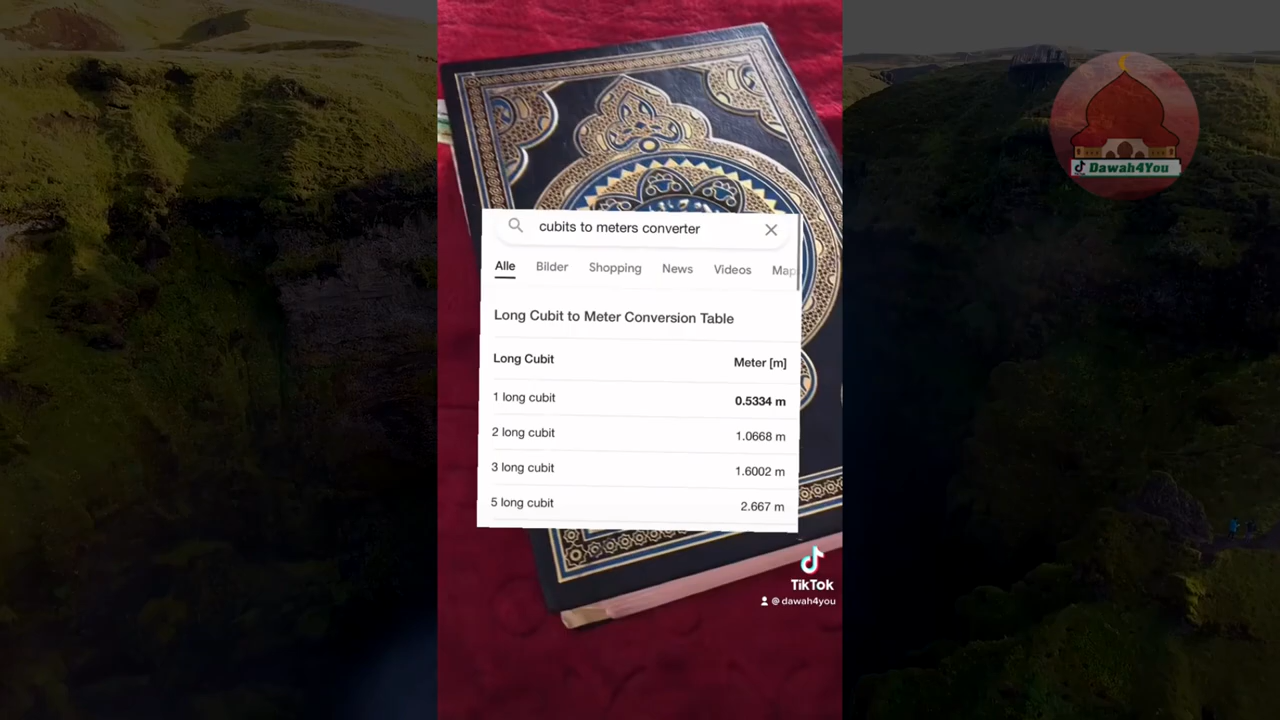 cubits to meters converter
Alle Bilder Shopping News Videos Map
Long Cubit to Meter Conversion Table
Long Cubit Meter [m]
1 long cubit 0.5334 m
2 long cubit 1.0668 m
3 long cubit 1.6002 m
5 long cubit 2.667 m
TikTok
@dawah4you
Dawah4You